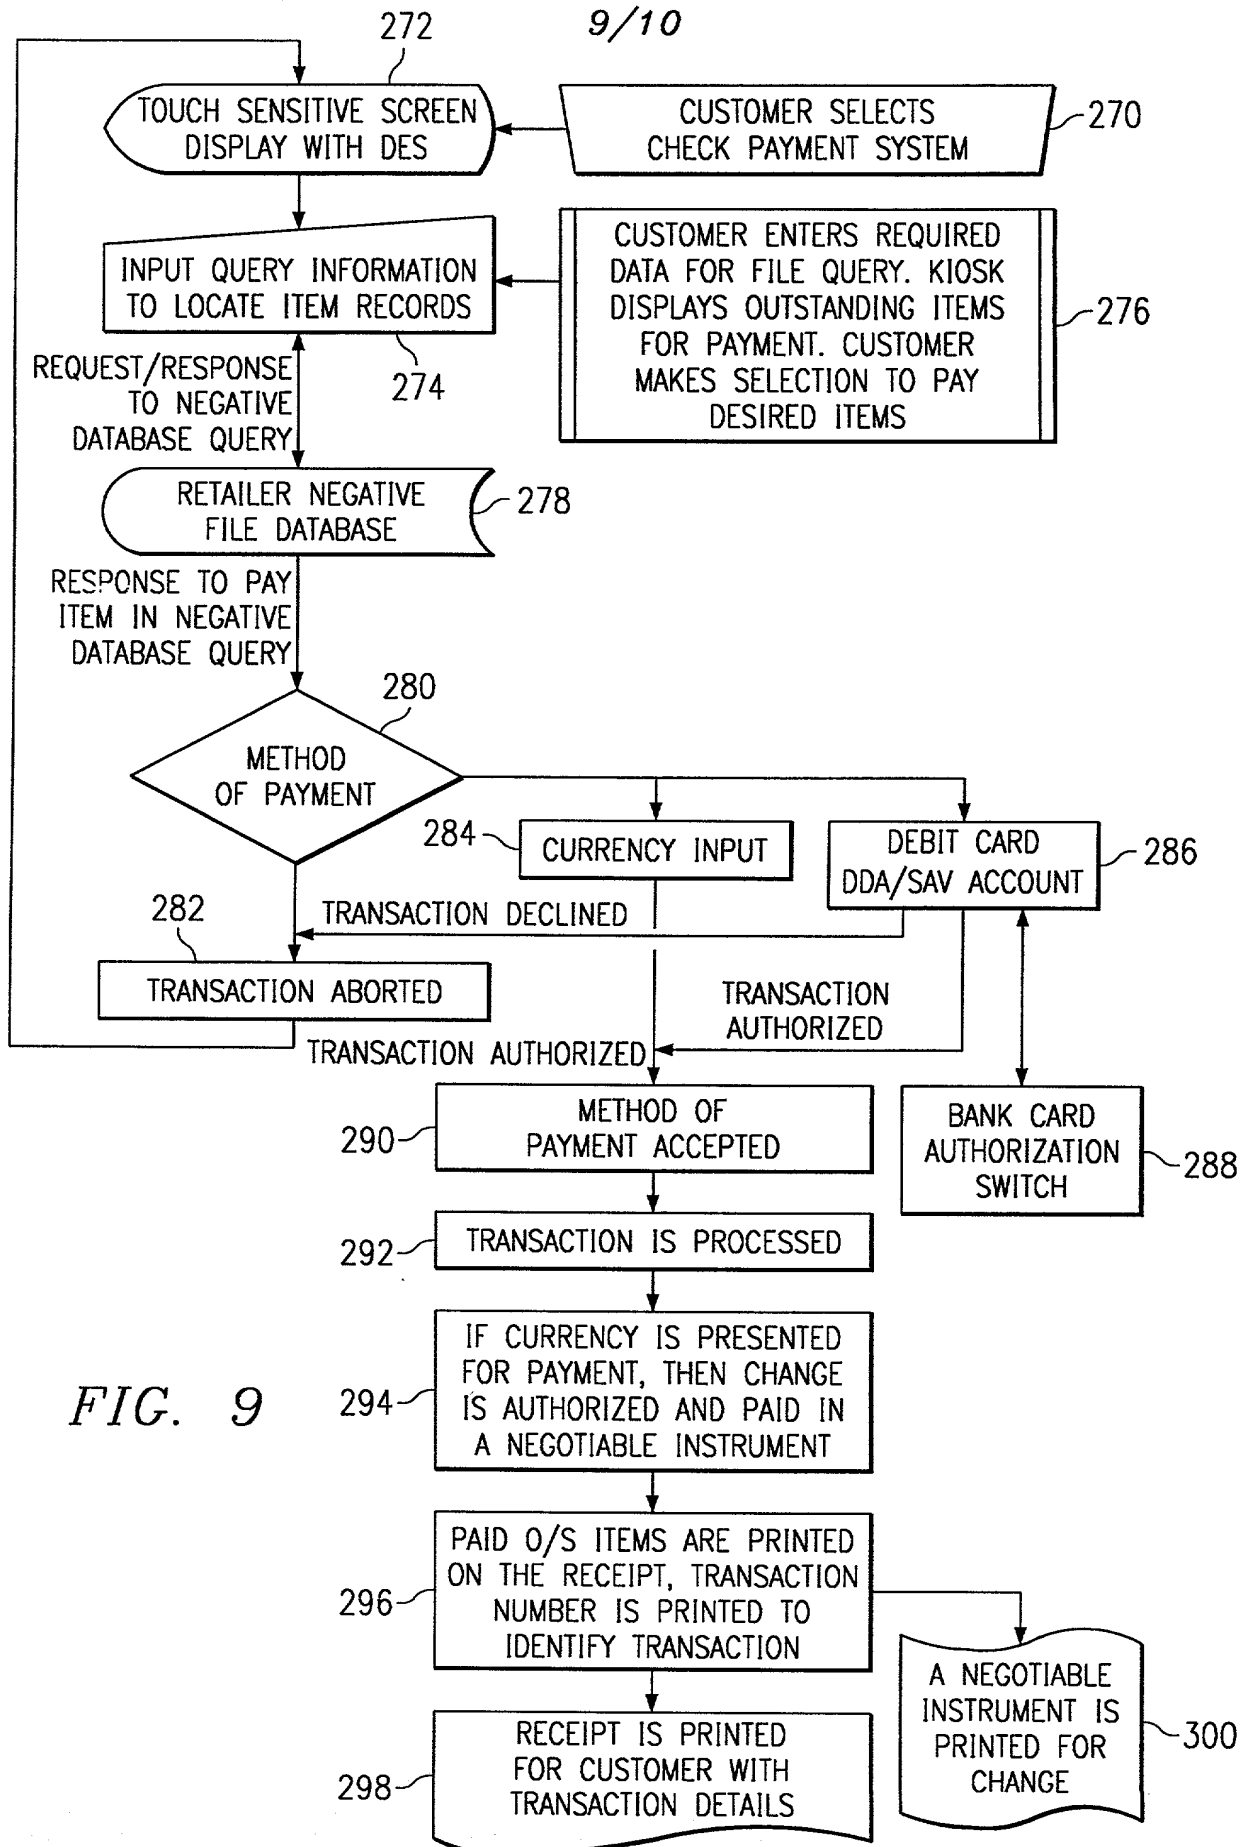 9/10
272
TOUCH SENSITIVE SCREEN
DISPLAY WITH DES
CUSTOMER SELECTS
CHECK PAYMENT SYSTEM
270
INPUT QUERY INFORMATION
TO LOCATE ITEM RECORDS
274
CUSTOMER ENTERS REQUIRED
DATA FOR FILE QUERY. KIOSK
DISPLAYS OUTSTANDING ITEMS
FOR PAYMENT. CUSTOMER
MAKES SELECTION TO PAY
DESIRED ITEMS
276
REQUEST/RESPONSE
TO NEGATIVE
DATABASE QUERY
RETAILER NEGATIVE
FILE DATABASE
278
RESPONSE TO PAY
ITEM IN NEGATIVE
DATABASE QUERY
280
METHOD
OF PAYMENT
284
CURRENCY INPUT
DEBIT CARD
DDA/SAV ACCOUNT
286
282
TRANSACTION DECLINED
TRANSACTION ABORTED
TRANSACTION
AUTHORIZED
TRANSACTION AUTHORIZED
290
METHOD OF
PAYMENT ACCEPTED
BANK CARD
AUTHORIZATION
SWITCH
288
292
TRANSACTION IS PROCESSED
FIG. 9
294
IF CURRENCY IS PRESENTED
FOR PAYMENT, THEN CHANGE
IS AUTHORIZED AND PAID IN
A NEGOTIABLE INSTRUMENT
296
PAID O/S ITEMS ARE PRINTED
ON THE RECEIPT, TRANSACTION
NUMBER IS PRINTED TO
IDENTIFY TRANSACTION
A NEGOTIABLE
INSTRUMENT IS
PRINTED FOR
CHANGE
300
298
RECEIPT IS PRINTED
FOR CUSTOMER WITH
TRANSACTION DETAILS